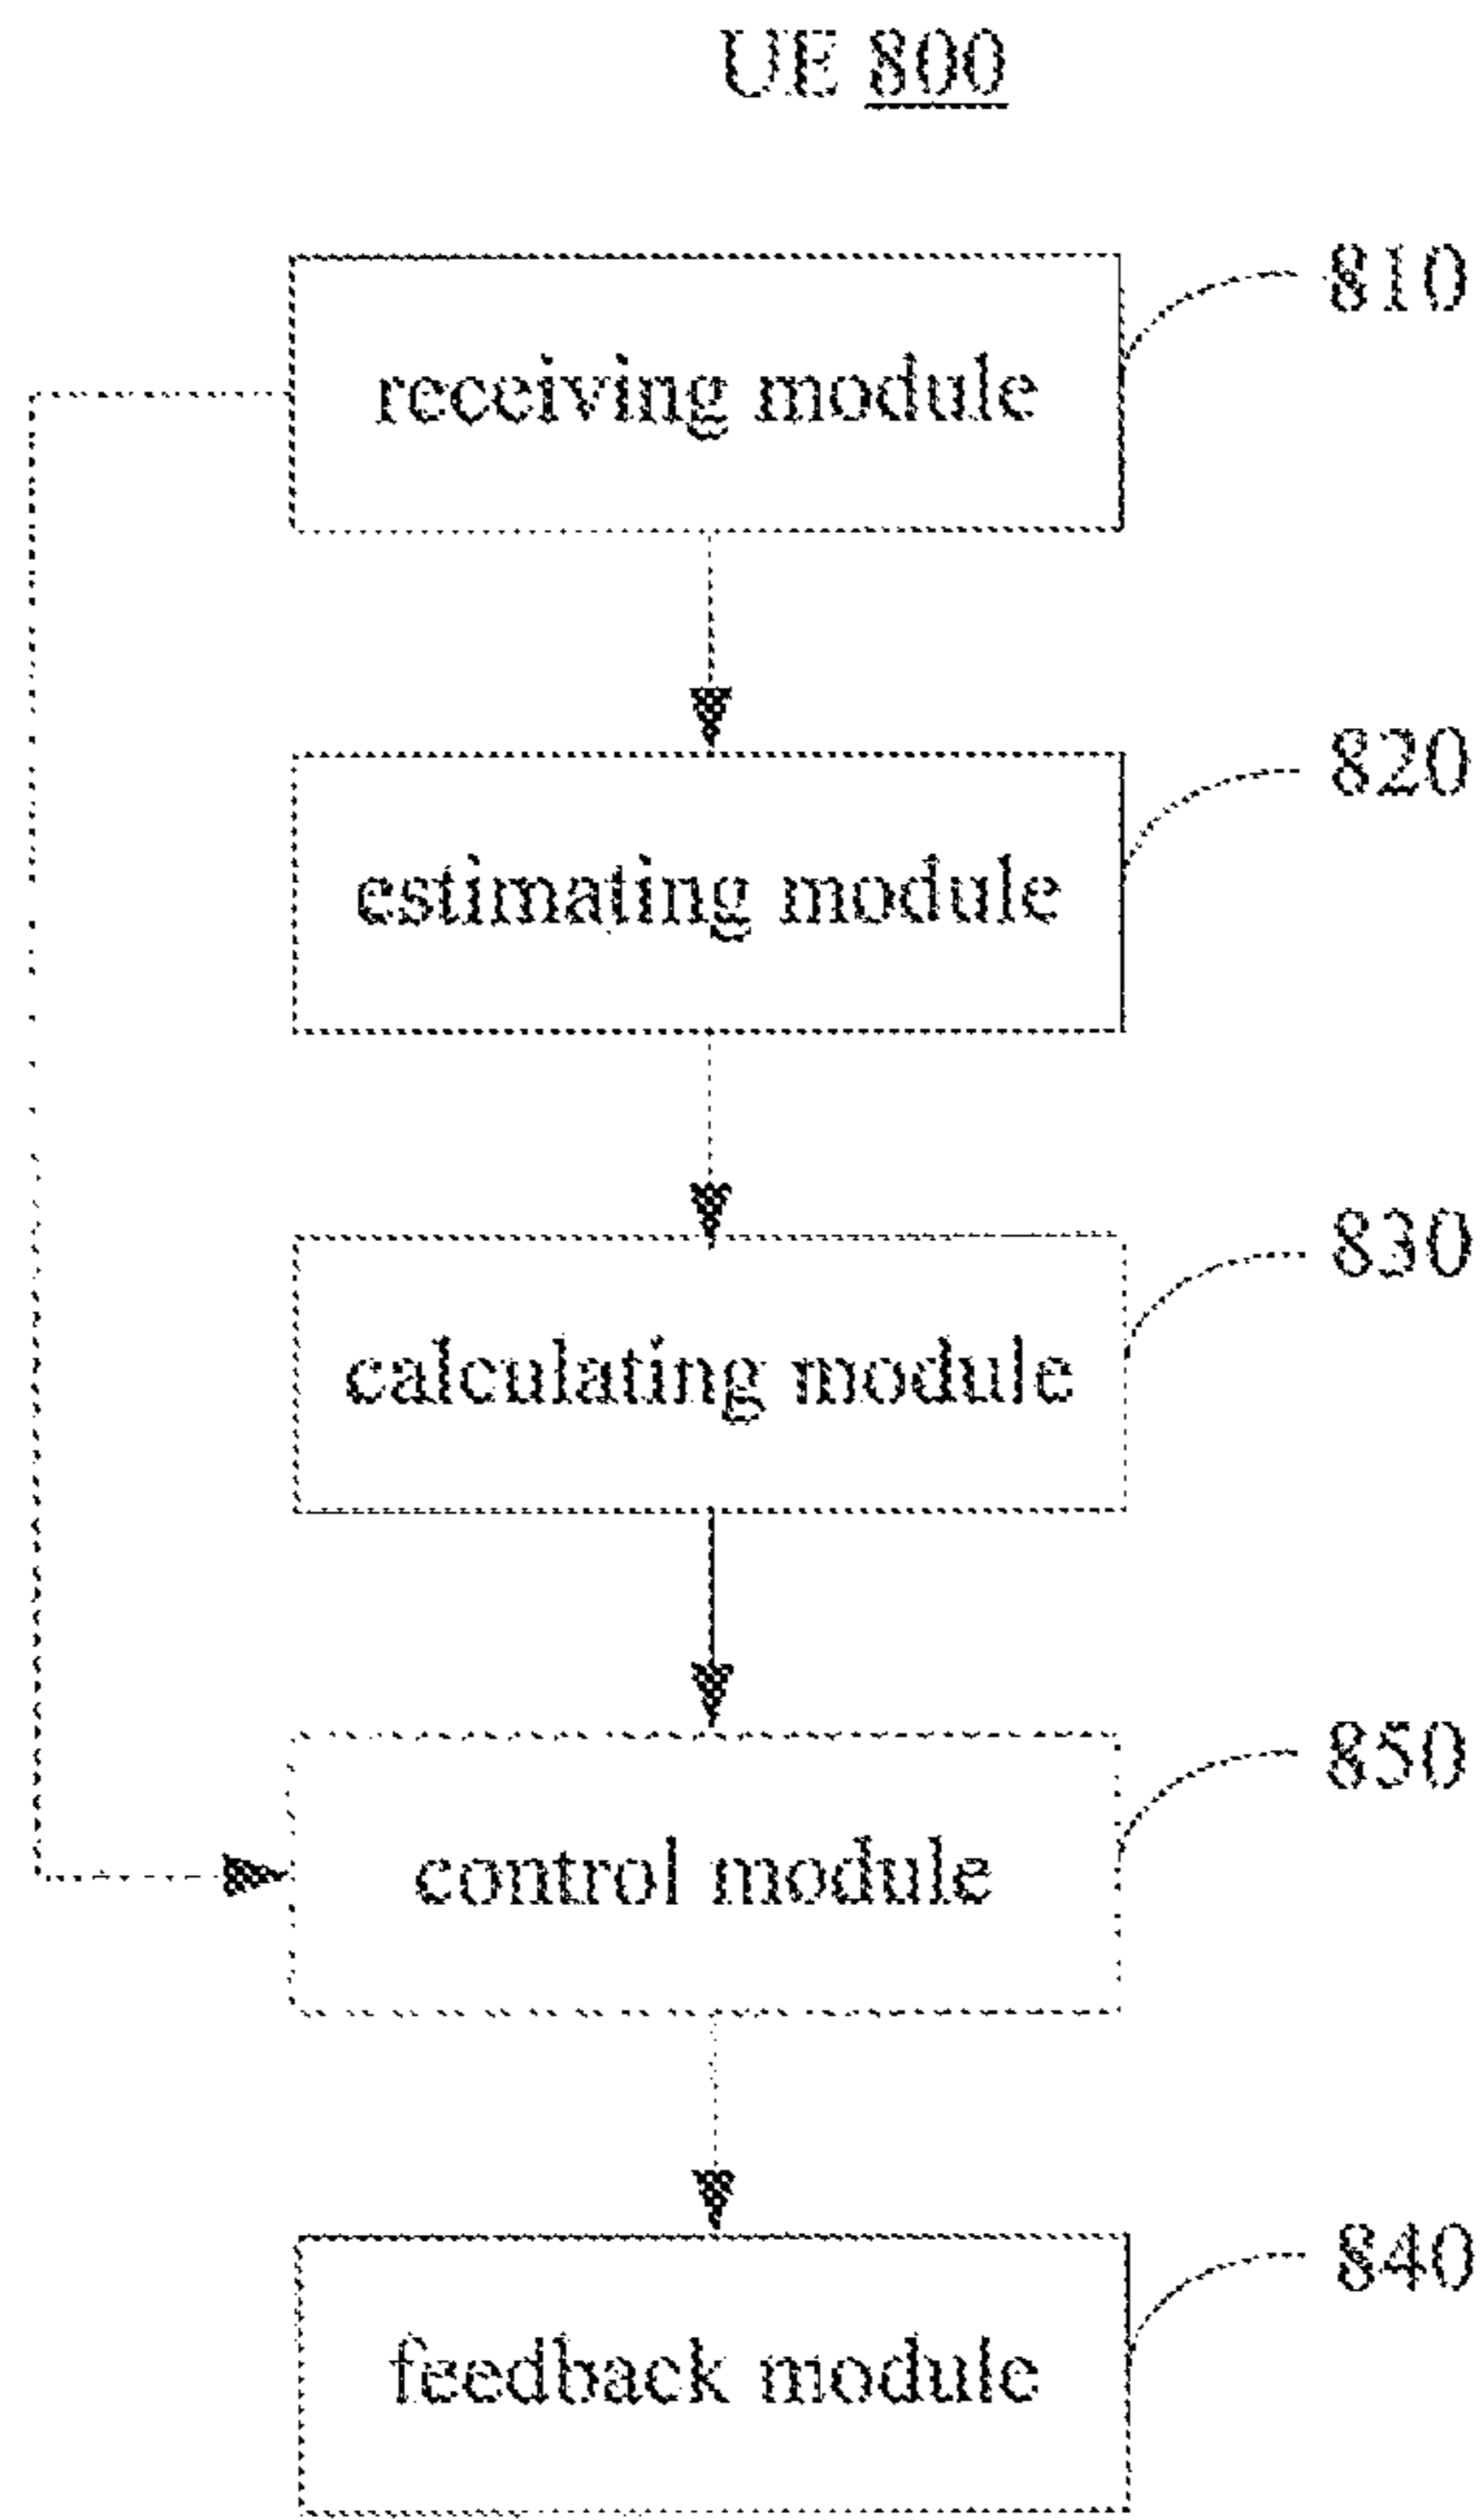 UE 800
810
receiving module
820
estimating module
830
calculating module
850
control module
840
feedback module